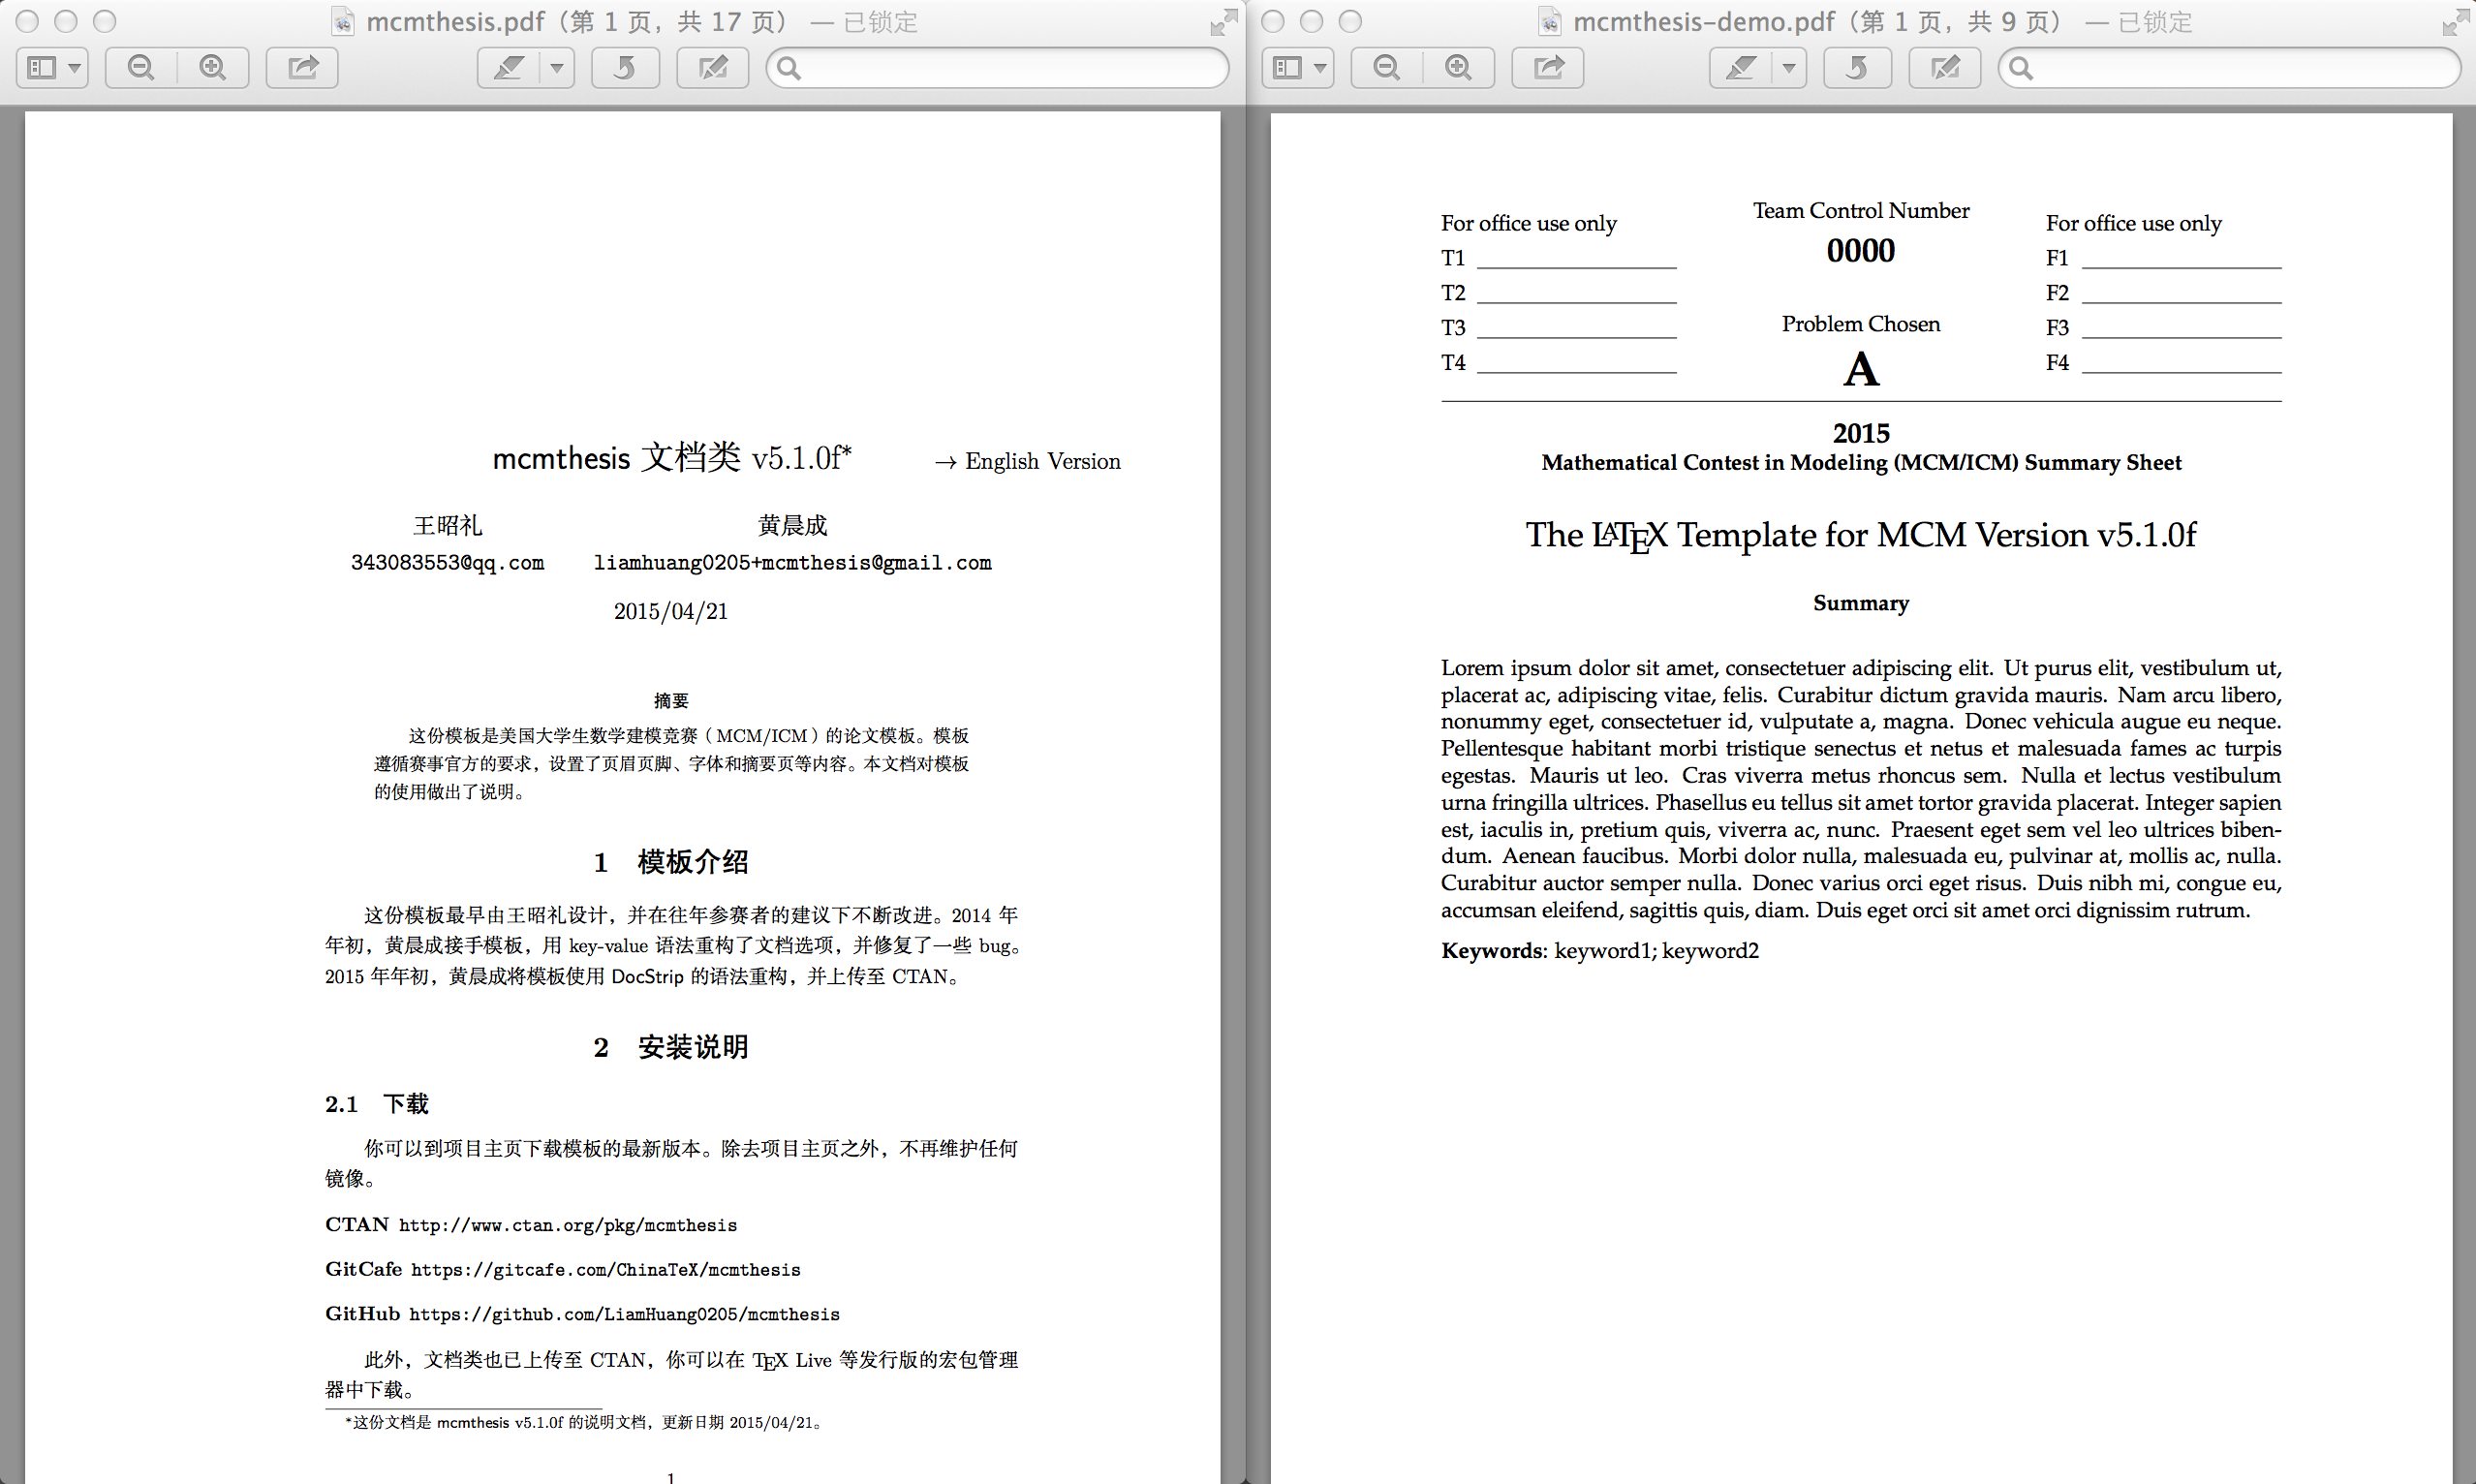 mcmthesis.pdf（第 1 页，共 17 页） — 已锁定
mcmthesis 文档类 v5.1.0f*
→ English Version
王昭礼
黄晨成
343083553@qq.com
liamhuang0205+mcmthesis@gmail.com
2015/04/21
摘要
这份模板是美国大学生数学建模竞赛（MCM/ICM）的论文模板。模板
遵循赛事官方的要求，设置了页眉页脚、字体和摘要页等内容。本文档对模板
的使用做出了说明。
1 模板介绍
这份模板最早由王昭礼设计，并在往年参赛者的建议下不断改进。2014 年
年初，黄晨成接手模板，用 key-value 语法重构了文档选项，并修复了一些 bug。
2015 年年初，黄晨成将模板使用 DocStrip 的语法重构，并上传至 CTAN。
2 安装说明
2.1 下载
你可以到项目主页下载模板的最新版本。除去项目主页之外，不再维护任何
镜像。
CTAN http://www.ctan.org/pkg/mcmthesis
GitCafe https://gitcafe.com/ChinaTeX/mcmthesis
GitHub https://github.com/LiamHuang0205/mcmthesis
此外，文档类也已上传至 CTAN，你可以在 TEX Live 等发行版的宏包管理
器中下载。
*这份文档是 mcmthesis v5.1.0f 的说明文档，更新日期 2015/04/21。
1
mcmthesis-demo.pdf（第 1 页，共 9 页） — 已锁定
For office use only
T1
T2
T3
T4
Team Control Number
0000
Problem Chosen
A
For office use only
F1
F2
F3
F4
2015
Mathematical Contest in Modeling (MCM/ICM) Summary Sheet
The LATEX Template for MCM Version v5.1.0f
Summary
Lorem ipsum dolor sit amet, consectetuer adipiscing elit. Ut purus elit, vestibulum ut,
placerat ac, adipiscing vitae, felis. Curabitur dictum gravida mauris. Nam arcu libero,
nonummy eget, consectetuer id, vulputate a, magna. Donec vehicula augue eu neque.
Pellentesque habitant morbi tristique senectus et netus et malesuada fames ac turpis
egestas. Mauris ut leo. Cras viverra metus rhoncus sem. Nulla et lectus vestibulum
urna fringilla ultrices. Phasellus eu tellus sit amet tortor gravida placerat. Integer sapien
est, iaculis in, pretium quis, viverra ac, nunc. Praesent eget sem vel leo ultrices biben-
dum. Aenean faucibus. Morbi dolor nulla, malesuada eu, pulvinar at, mollis ac, nulla.
Curabitur auctor semper nulla. Donec varius orci eget risus. Duis nibh mi, congue eu,
accumsan eleifend, sagittis quis, diam. Duis eget orci sit amet orci dignissim rutrum.
Keywords: keyword1; keyword2